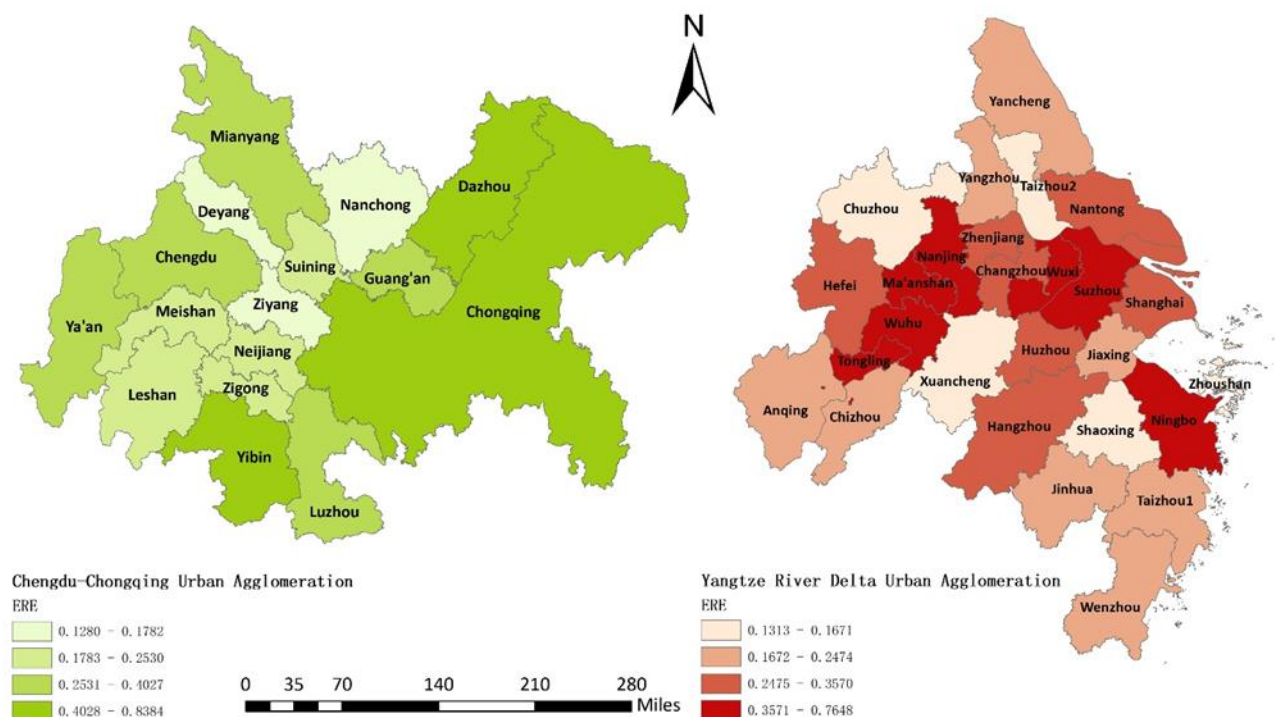 N
Mianyang
Deyang
Nanchong
Dazhou
Chengdu
Suining
Guang'an
Ya'an
Meishan
Ziyang
Chongqing
Neijiang
Leshan
Zigong
Yibin
Luzhou
Yancheng
Yangzhou
Taizhou2
Chuzhou
Nantong
Zhenjiang
Nanjing
Changzhou
Wuxi
Hefei
Ma'anshan
Suzhou
Shanghai
Wuhu
Huzhou
Jiaxing
Tongling
Xuancheng
Zhoushan
Anqing
Chizhou
Hangzhou
Shaoxing
Ningbo
Jinhua
Taizhou1
Wenzhou
Chengdu-Chongqing Urban Agglomeration
ERE
0.1280 - 0.1782
0.1783 - 0.2530
0.2531 - 0.4027
0.4028 - 0.8384
0 35 70 140 210 280
Miles
Yangtze River Delta Urban Agglomeration
ERE
0.1313 - 0.1671
0.1672 - 0.2474
0.2475 - 0.3570
0.3571 - 0.7648